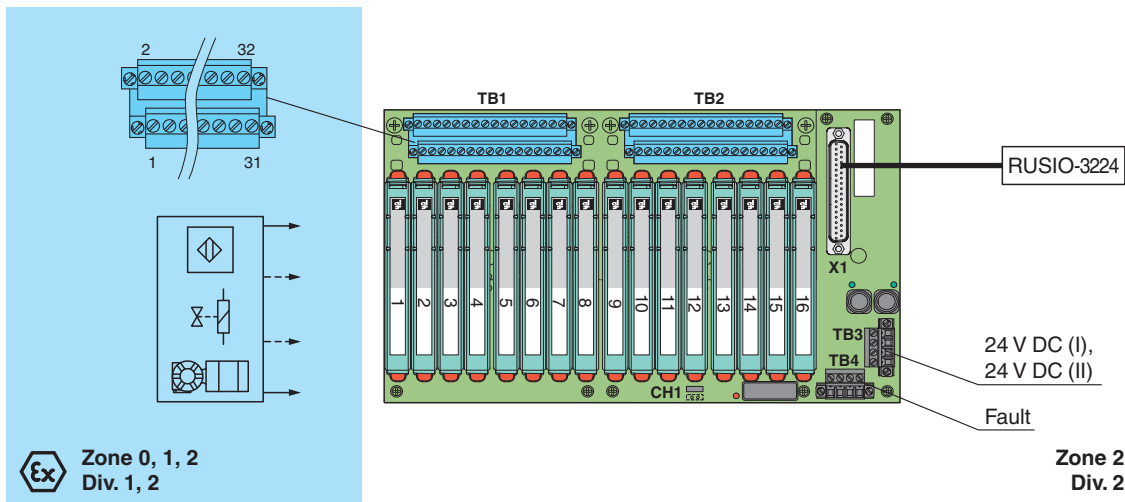 2 32
1 31
TB1 TB2
RUSIO-3224
X1
1 2 3 4 5 6 7 8 9 10 11 12 13 14 15 16
TB3
TB4
24 V DC (I),
24 V DC (II)
CH1
Fault
Ex
Zone 0, 1, 2
Div. 1, 2
Zone 2
Div. 2